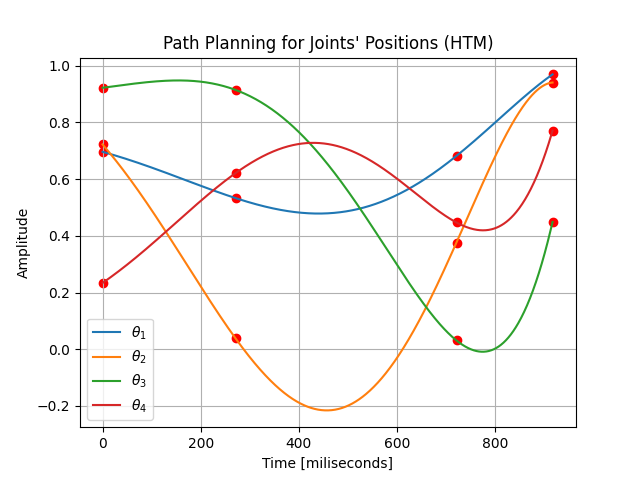 Path Planning for Joints' Positions (HTM)
1.0
0.8
0.6
0.4
0.2
0.0
−0.2
Amplitude
θ1
θ2
θ3
θ4
0 200 400 600 800
Time [miliseconds]